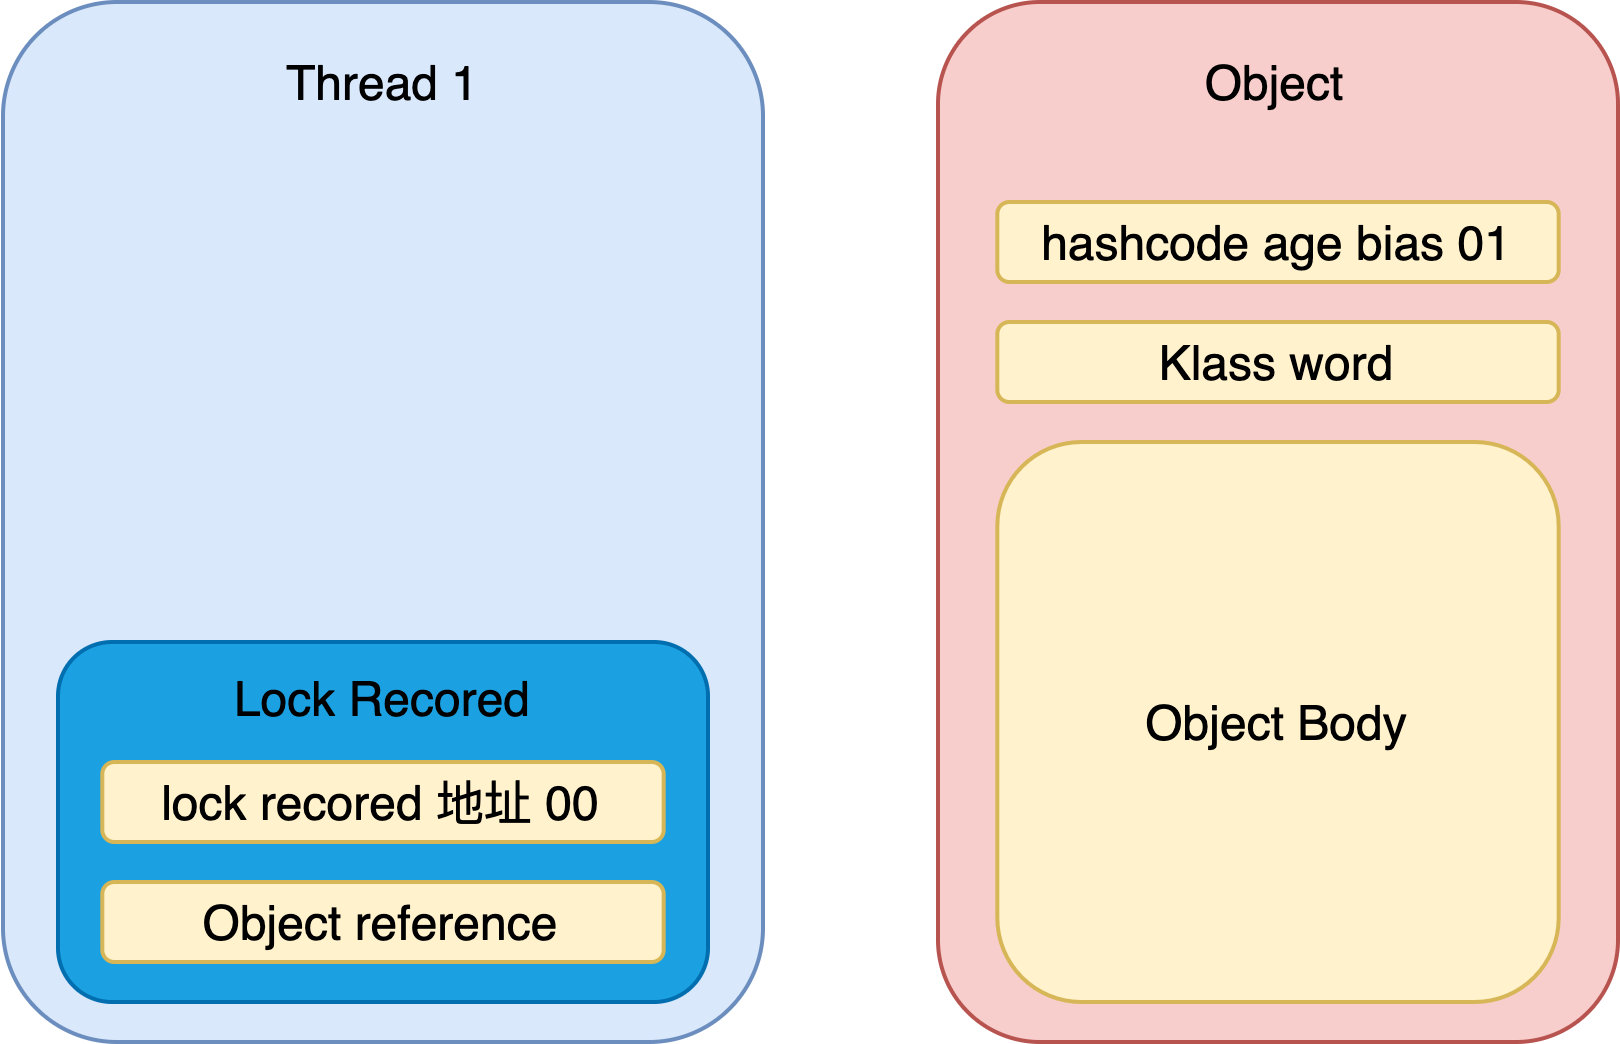 Thread 1
Lock Recored
lock recored 地址 00
Object reference
Object
hashcode age bias 01
Klass word
Object Body